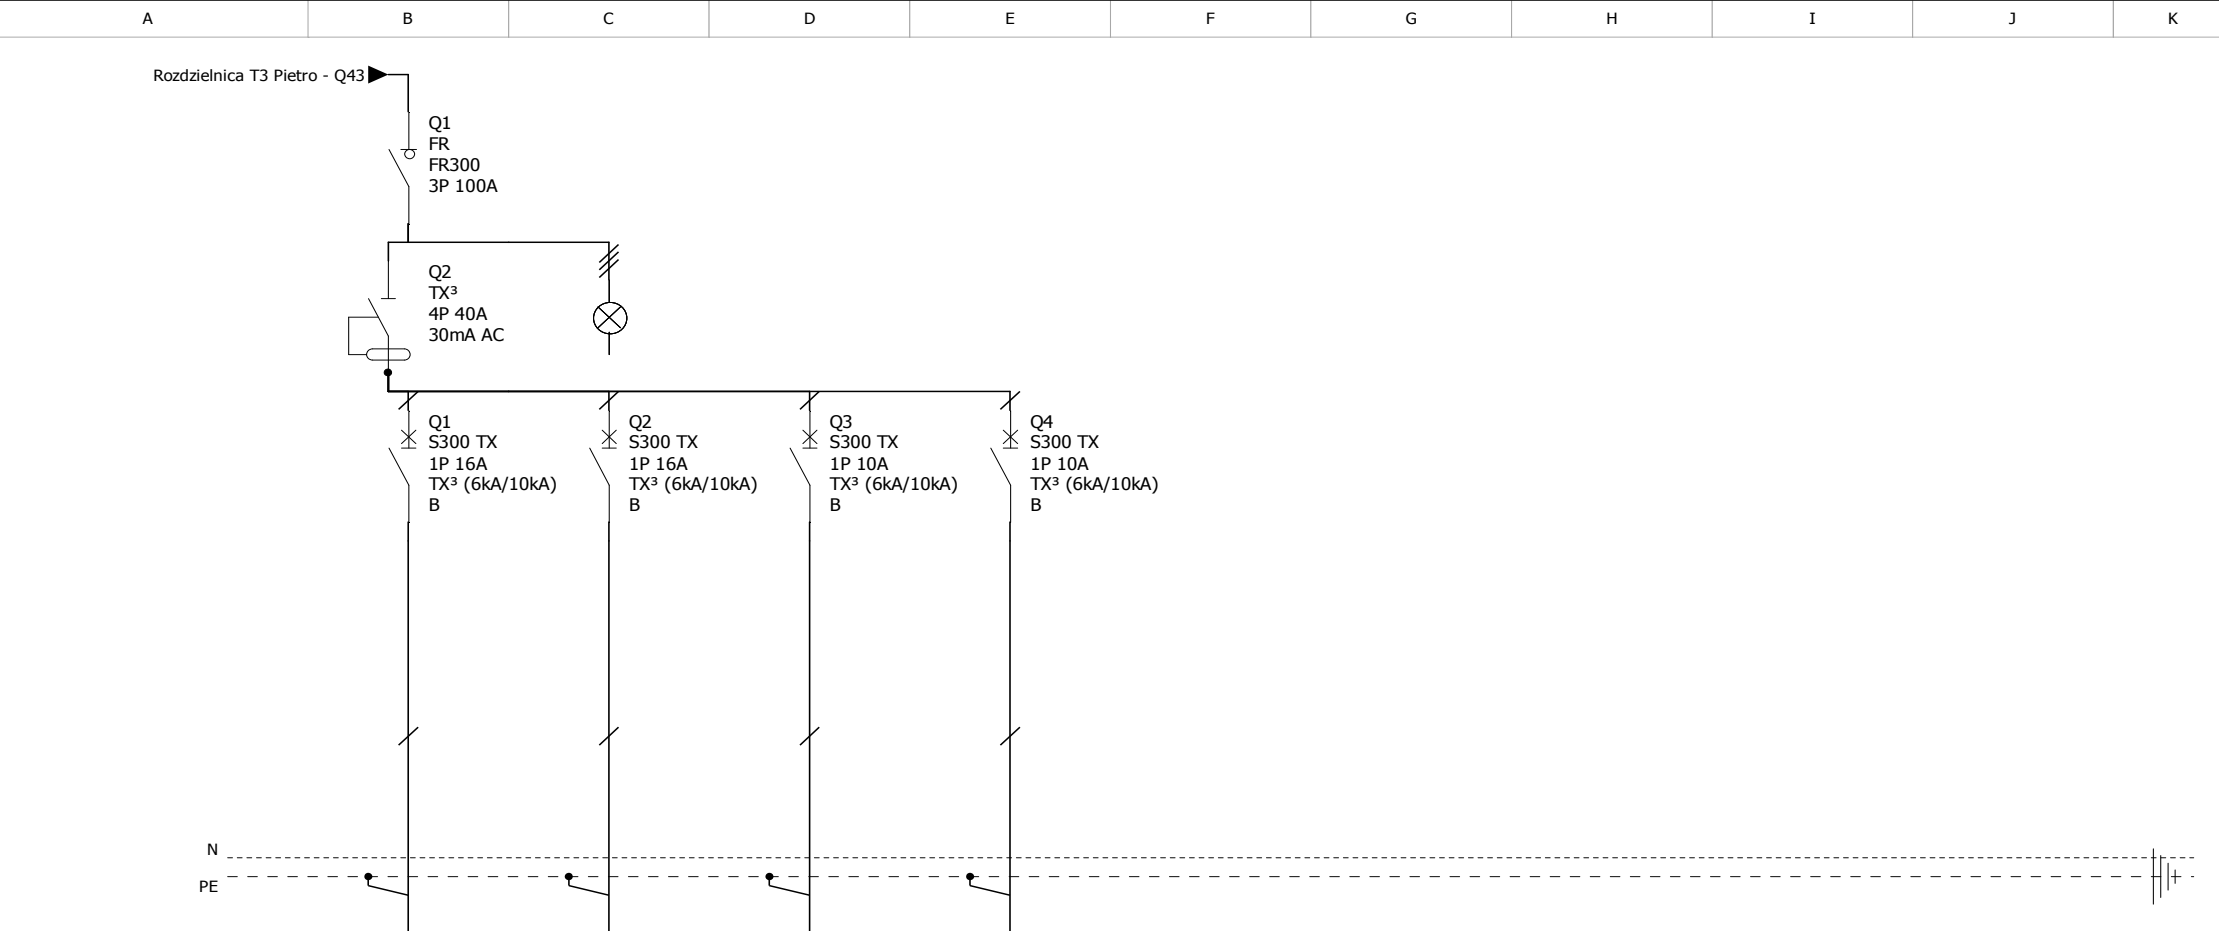 A B C D E F G H I J K
Rozdzielnica T3 Pietro - Q43
Q1
FR
FR300
3P 100A
Q2
TX³
4P 40A
30mA AC
Q1
S300 TX
1P 16A
TX³ (6kA/10kA)
B
Q2
S300 TX
1P 16A
TX³ (6kA/10kA)
B
Q3
S300 TX
1P 10A
TX³ (6kA/10kA)
B
Q4
S300 TX
1P 10A
TX³ (6kA/10kA)
B
N
PE